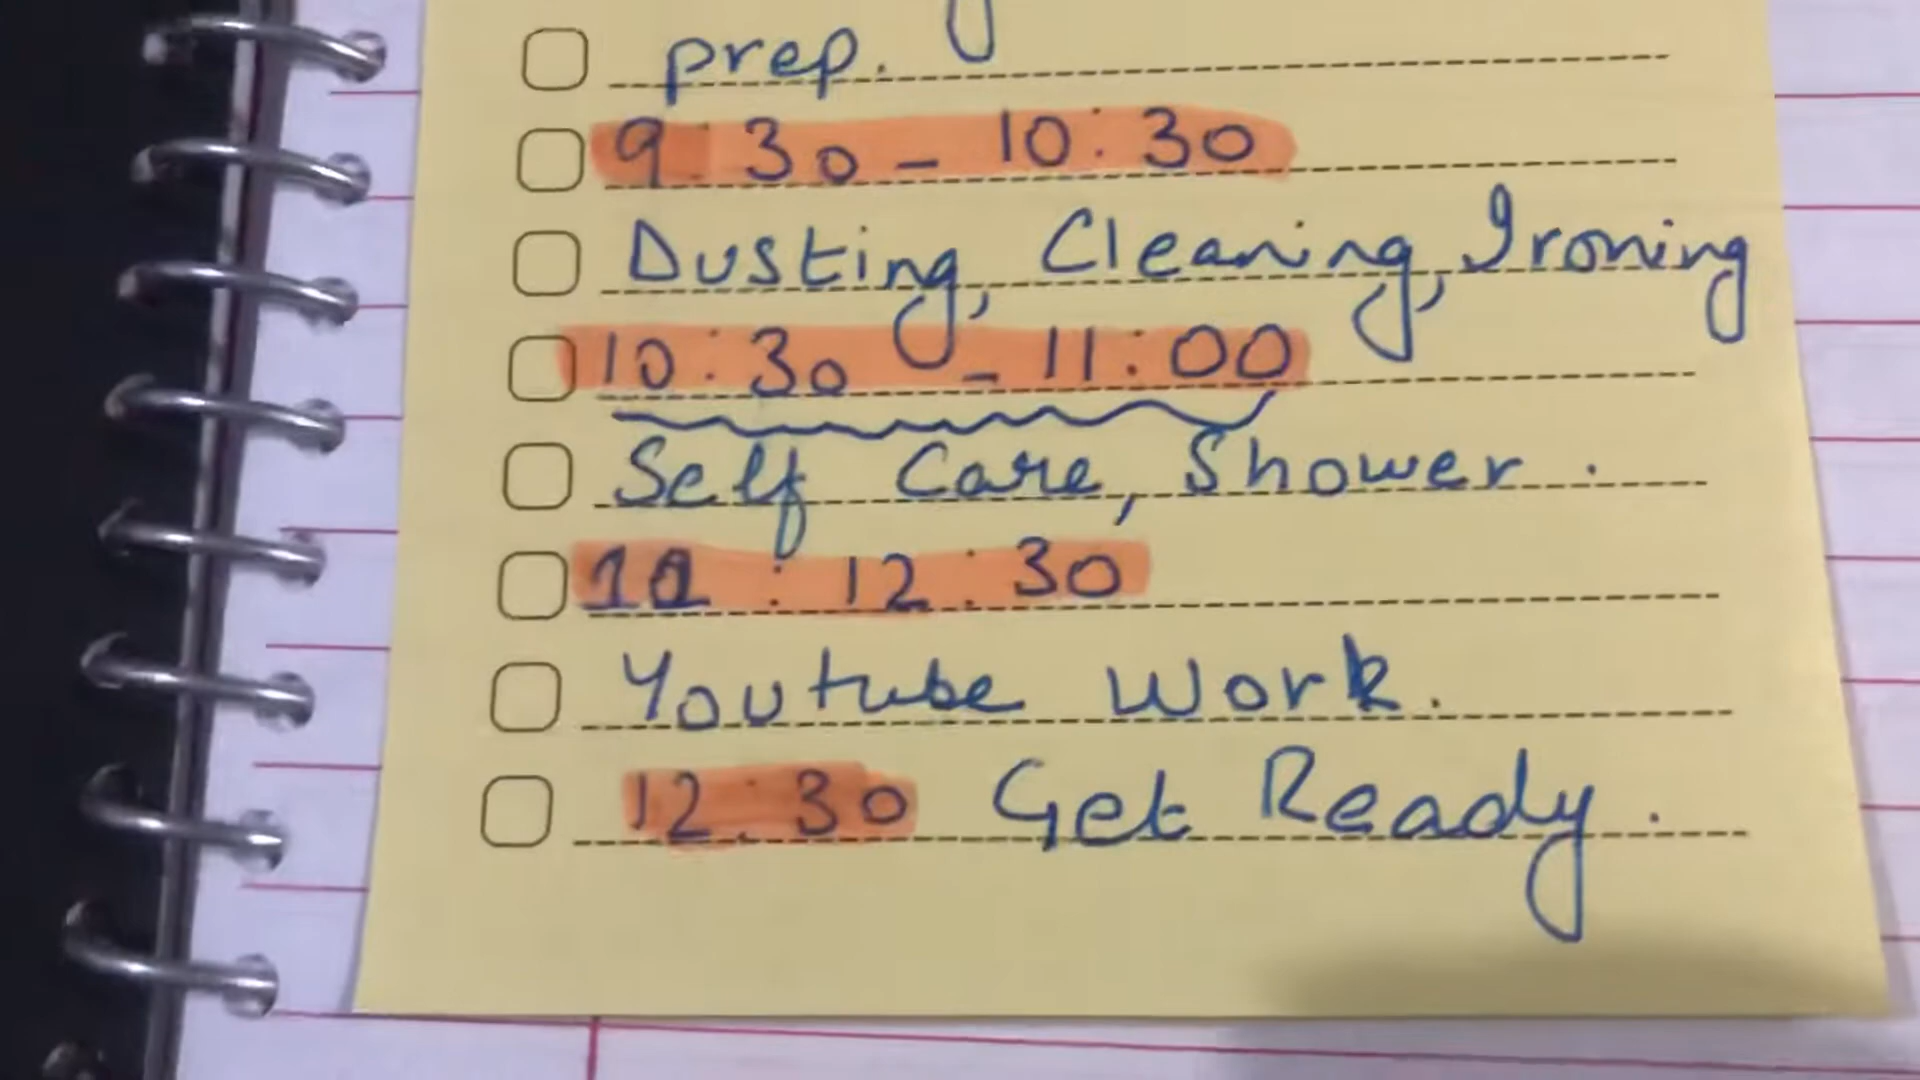 prep.
9:30 - 10:30
Dusting, Cleaning, Ironing
10:30 - 11:00
Self Care, Shower.
11 : 12:30
Youtube Work.
12:30 Get Ready.